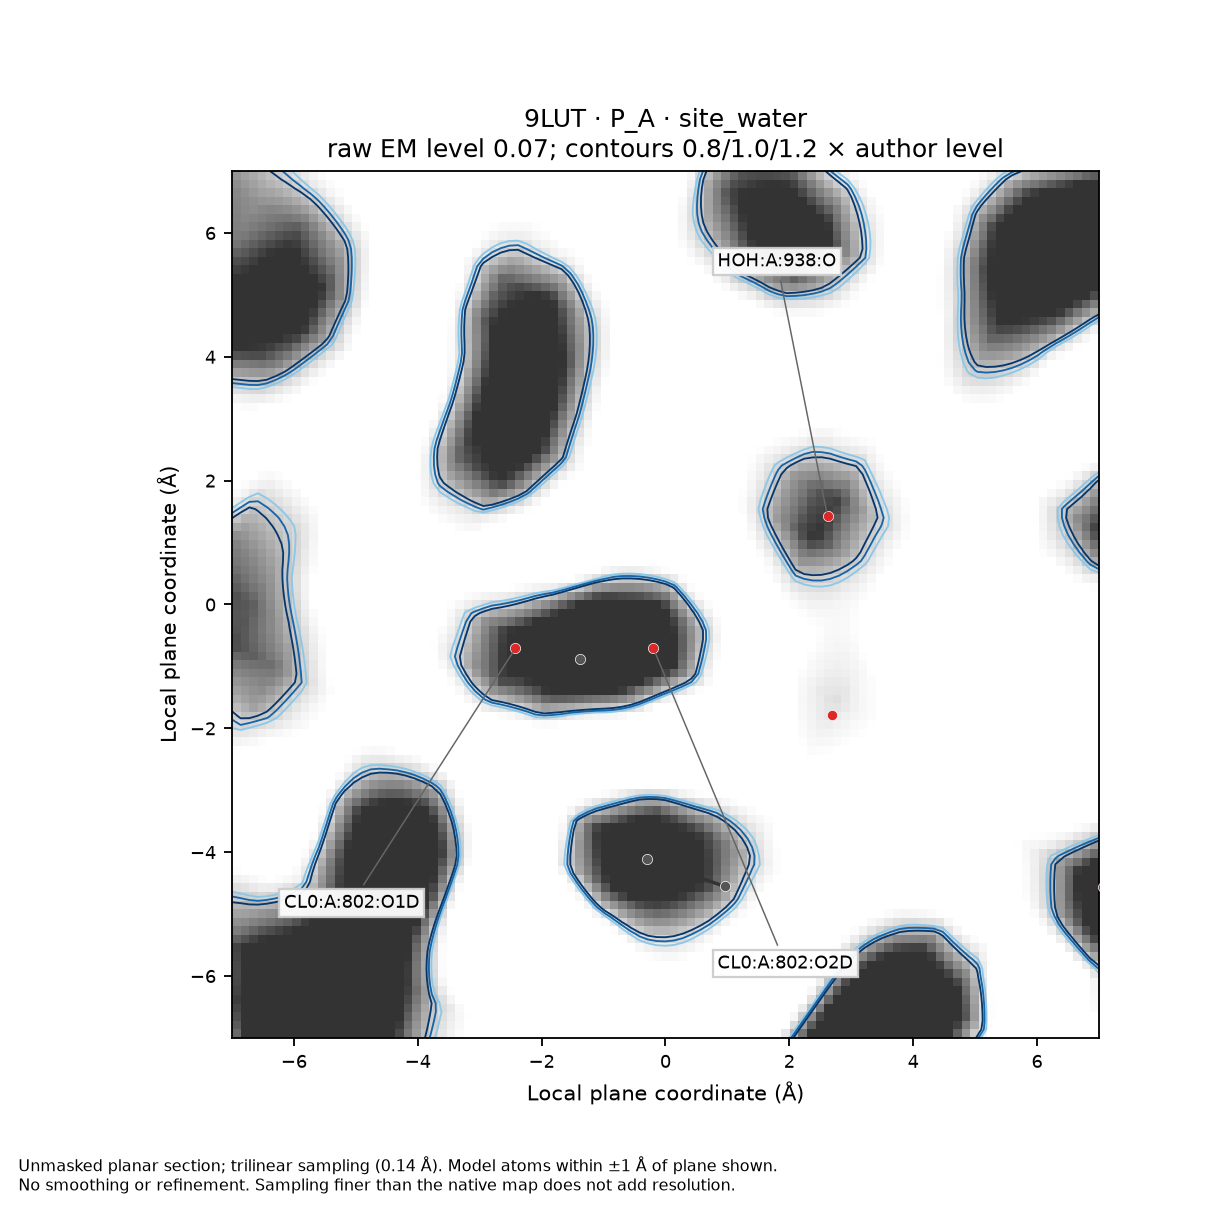 9LUT · P_A · site_water
raw EM level 0.07; contours 0.8/1.0/1.2 × author level
HOH:A:938:O
CL0:A:802:O1D
CL0:A:802:O2D
Local plane coordinate (Å)
6
4
2
0
−2
−4
−6
−6
−4
−2
0
2
4
6
Local plane coordinate (Å)
Unmasked planar section; trilinear sampling (0.14 Å). Model atoms within ±1 Å of plane shown.
No smoothing or refinement. Sampling finer than the native map does not add resolution.